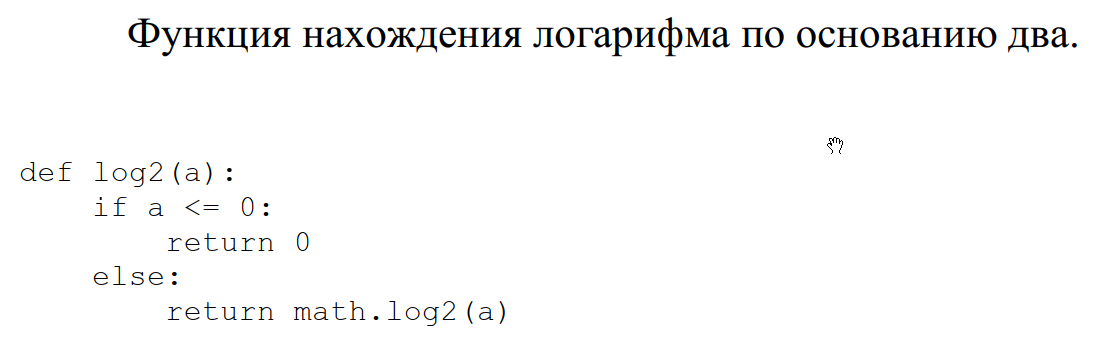 Функция нахождения логарифма по основанию два.
def log2(a):
    if a <= 0:
        return 0
    else:
        return math.log2(a)